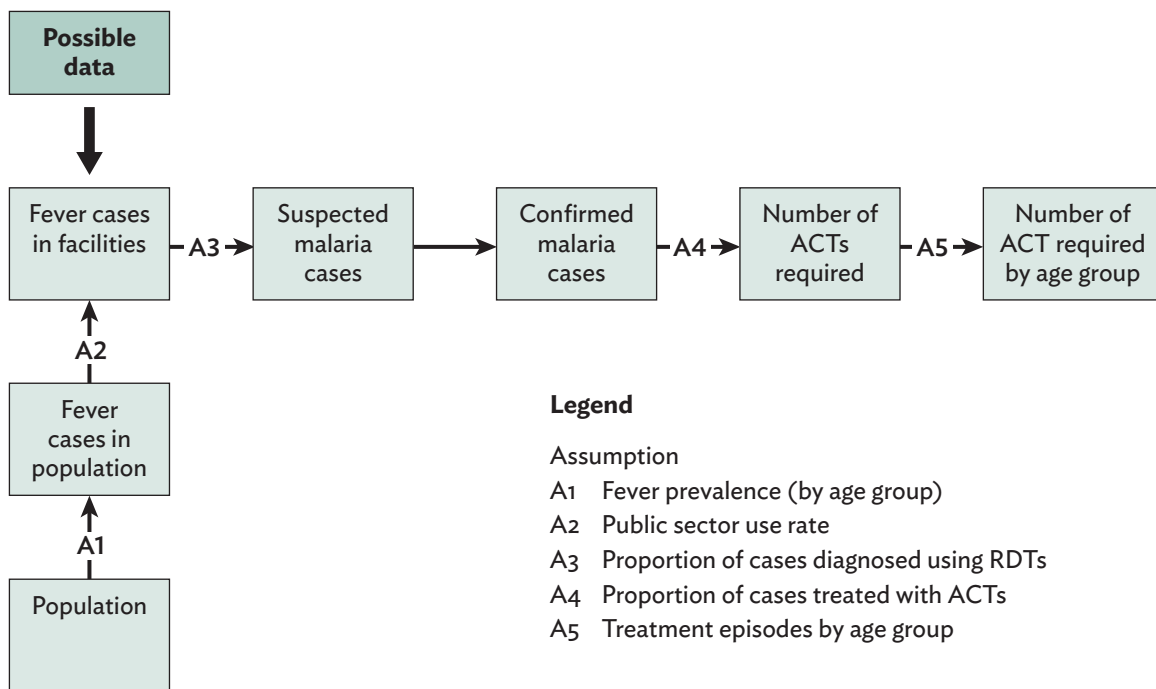 Possible
data
Fever cases
in facilities
A3
Suspected
malaria
cases
Confirmed
malaria
cases
A4
Number of
ACTs
required
A5
Number of
ACT required
by age group
A2
Fever
cases in
population
A1
Population
Legend
Assumption
A1 Fever prevalence (by age group)
A2 Public sector use rate
A3 Proportion of cases diagnosed using RDTs
A4 Proportion of cases treated with ACTs
A5 Treatment episodes by age group